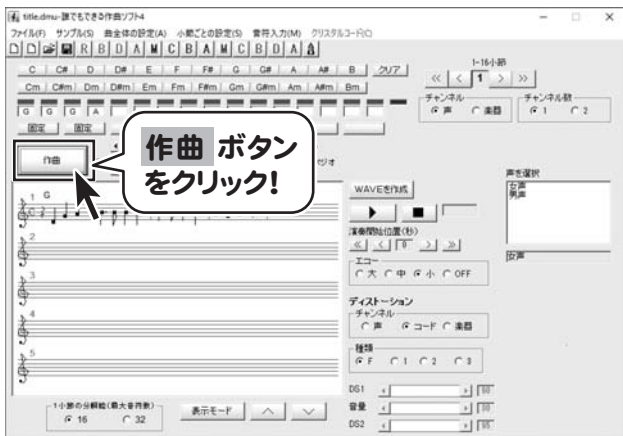 title.dmu-誰でもできる作曲ソフト4
ファイル(F) サンプル(S) 曲全体の設定(A) 小節ごとの設定(S) 音符入力(M) クリスタルコード(C)
R B D A M C B A M C B D A
C C# D D# E F F# G G# A A# B クリア
Cm C#m Dm D#m Em Fm F#m Gm G#m Am A#m Bm
1~16小節
≪ < 1 > ≫
チャンネル
声 楽器
チャンネル数
1 2
G G G A
固定 固定
作曲
作曲 ボタン
をクリック!
声を選択
女声
男声
女声
1 G
2
3
4
5
WAVEを作成
演奏開始位置(秒)
≪ < 0 > ≫
エコー
大 中 小 OFF
ディストーション
チャンネル
声 コード 楽器
種類
F 1 2 3
DS1
音量
DS2
1小節の分解能(最大音符数)
16 32
表示モード